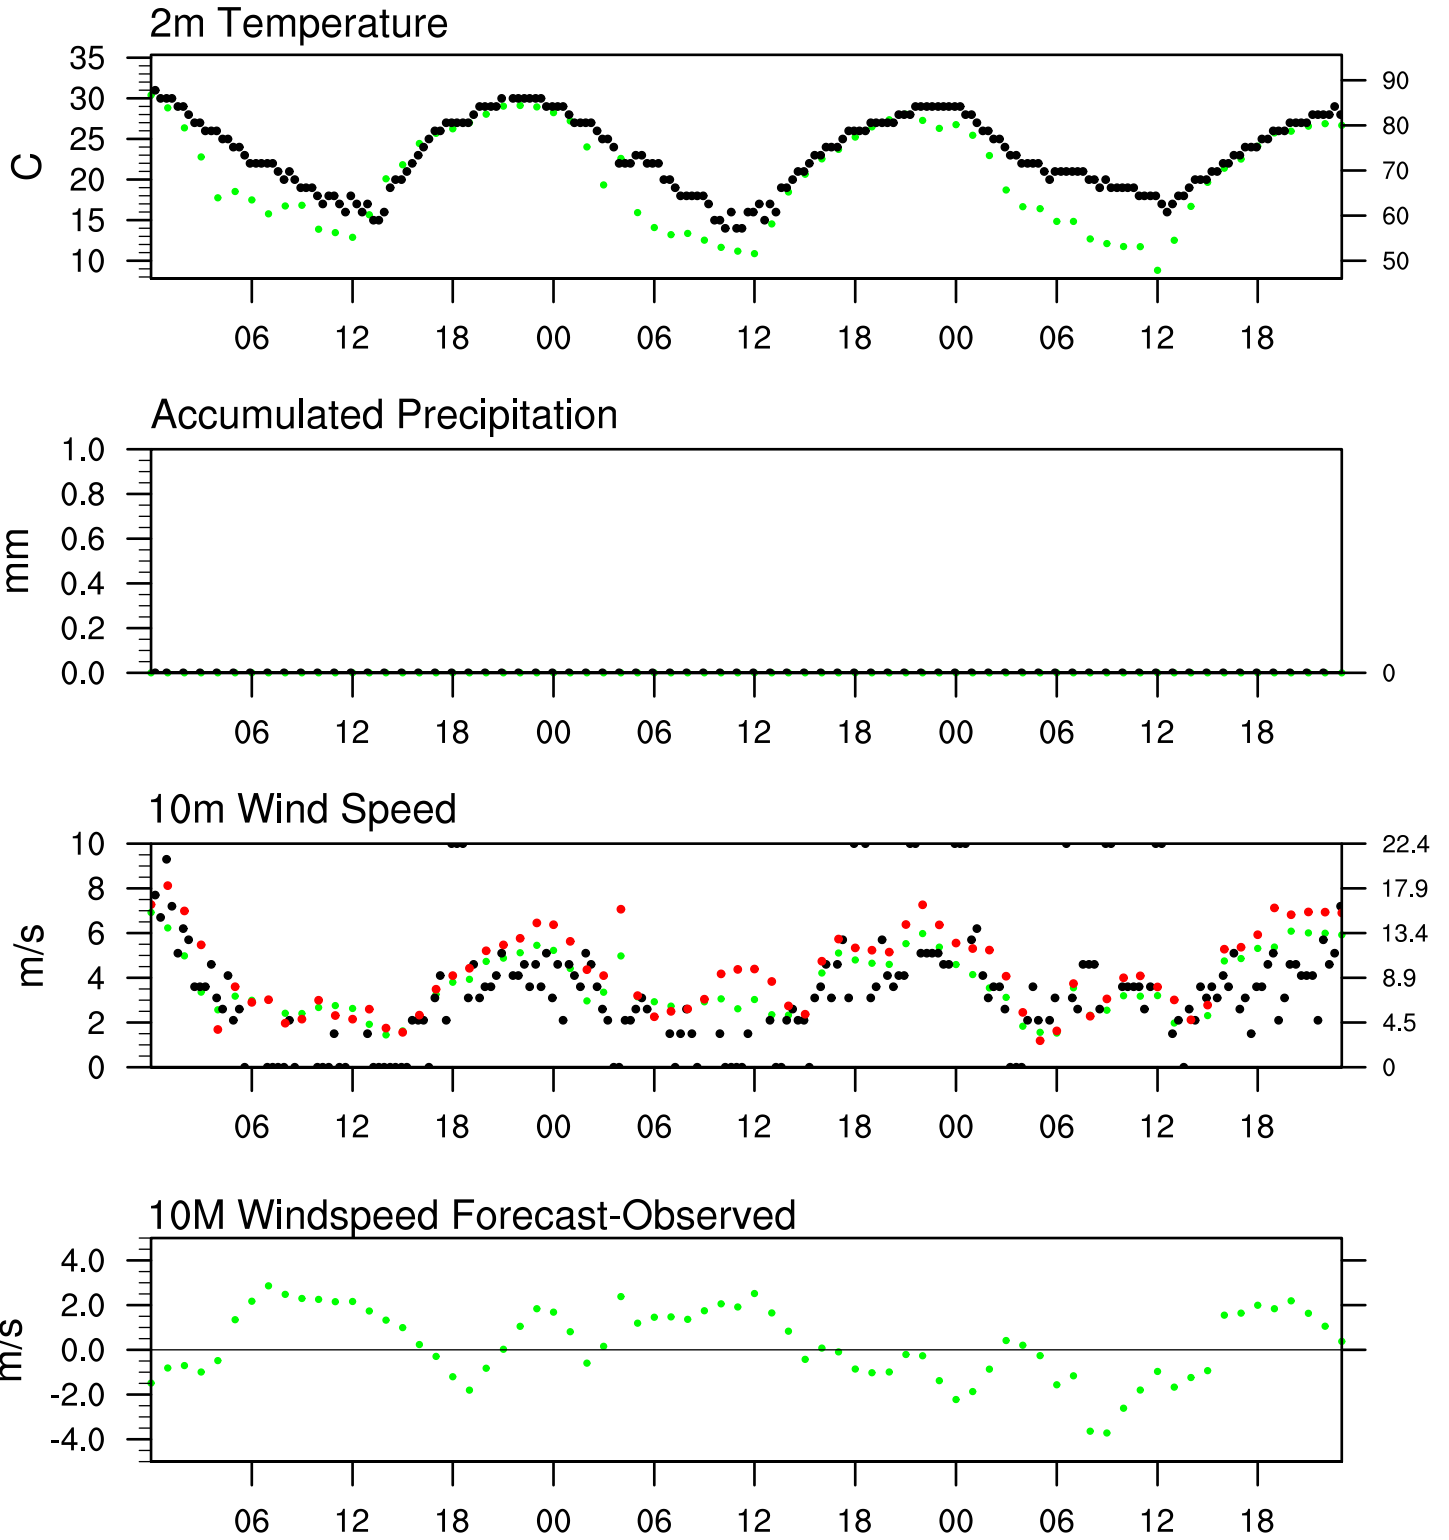 2m Temperature
35
30
25
20
15
10
C
90
80
70
60
50
06 12 18 00 06 12 18 00 06 12 18
Accumulated Precipitation
1.0
0.8
0.6
0.4
0.2
0.0
mm
0
06 12 18 00 06 12 18 00 06 12 18
10m Wind Speed
10
8
6
4
2
0
m/s
22.4
17.9
13.4
8.9
4.5
0
06 12 18 00 06 12 18 00 06 12 18
10M Windspeed Forecast-Observed
4.0
2.0
0.0
-2.0
-4.0
m/s
06 12 18 00 06 12 18 00 06 12 18